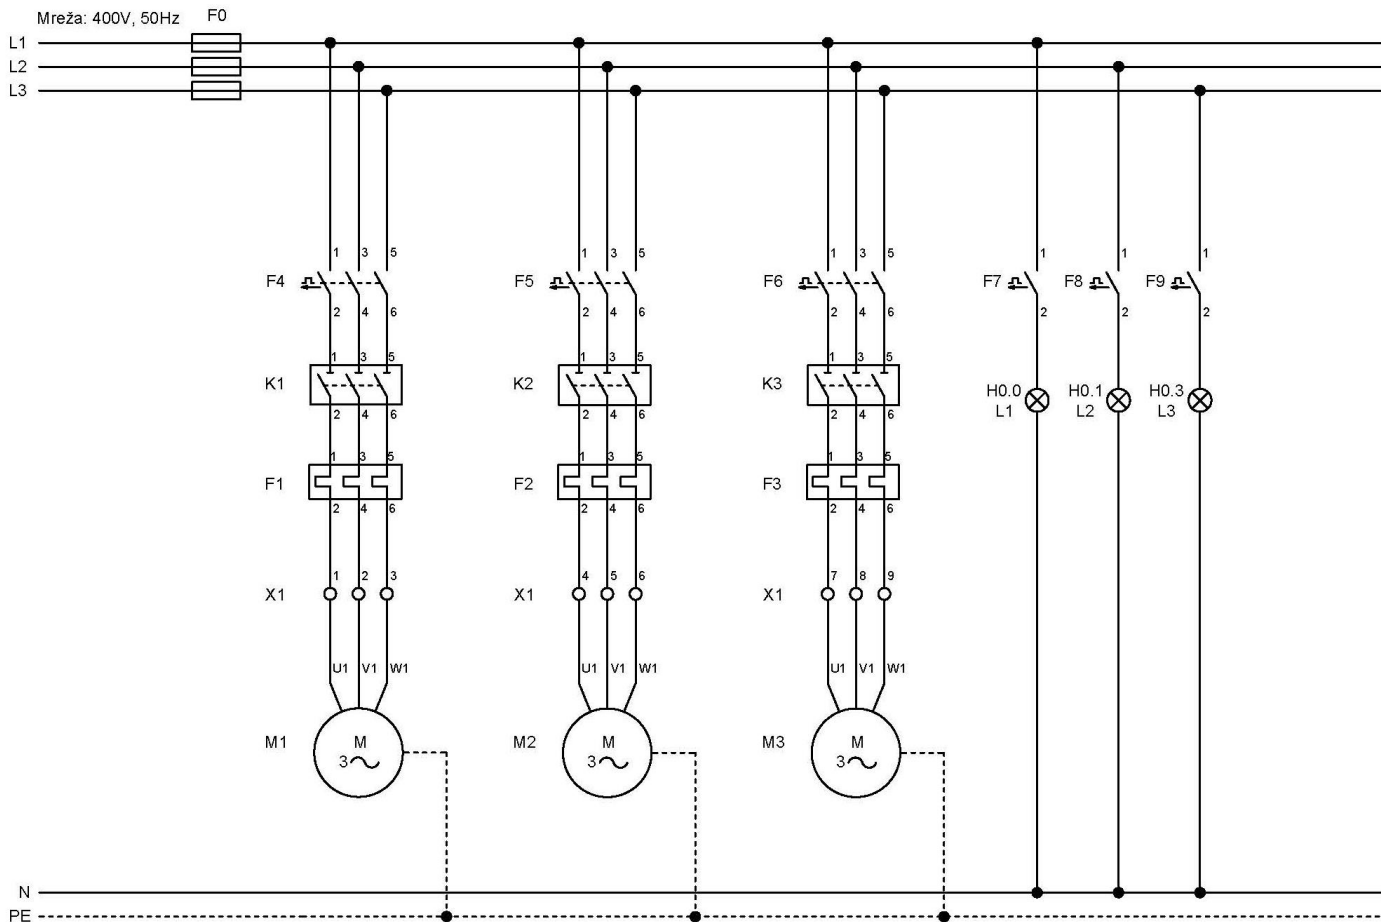 Mreža: 400V, 50Hz F0
L1
L2
L3
1 3 5 1 3 5 1 3 5 1 1 1
F4 F5 F6 F7 F8 F9
2 4 6 2 4 6 2 4 6 2 2 2
1 3 5 1 3 5 1 3 5
K1 K2 K3 H0.0 H0.1 H0.3
L1 L2 L3
2 4 6 2 4 6 2 4 6
1 3 5 1 3 5 1 3 5
F1 F2 F3
2 4 6 2 4 6 2 4 6
1 2 3 4 5 6 7 8 9
X1 X1 X1
U1 V1 W1 U1 V1 W1 U1 V1 W1
M1 M M2 M M3 M
3 3 3
N
PE